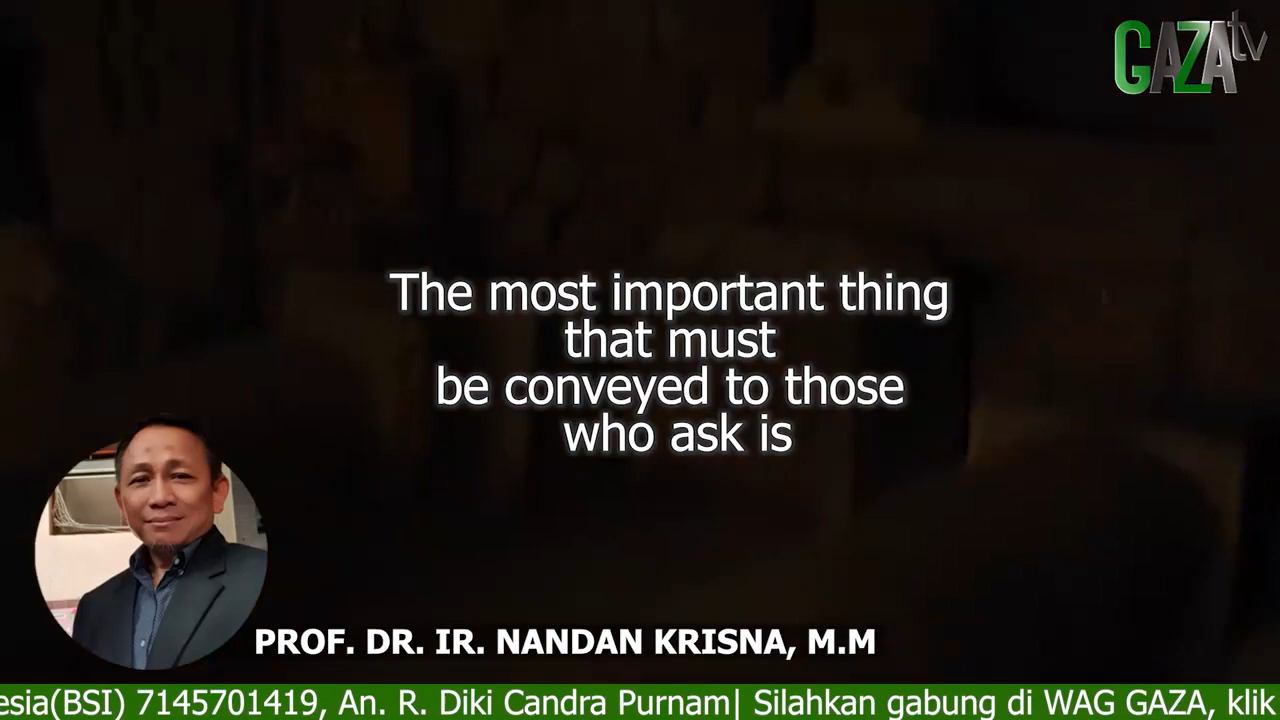 GAZA tv
The most important thing
that must
be conveyed to those
who ask is
PROF. DR. IR. NANDAN KRISNA, M.M
esia(BSI) 7145701419, An. R. Diki Candra Purnam| Silahkan gabung di WAG GAZA, klik